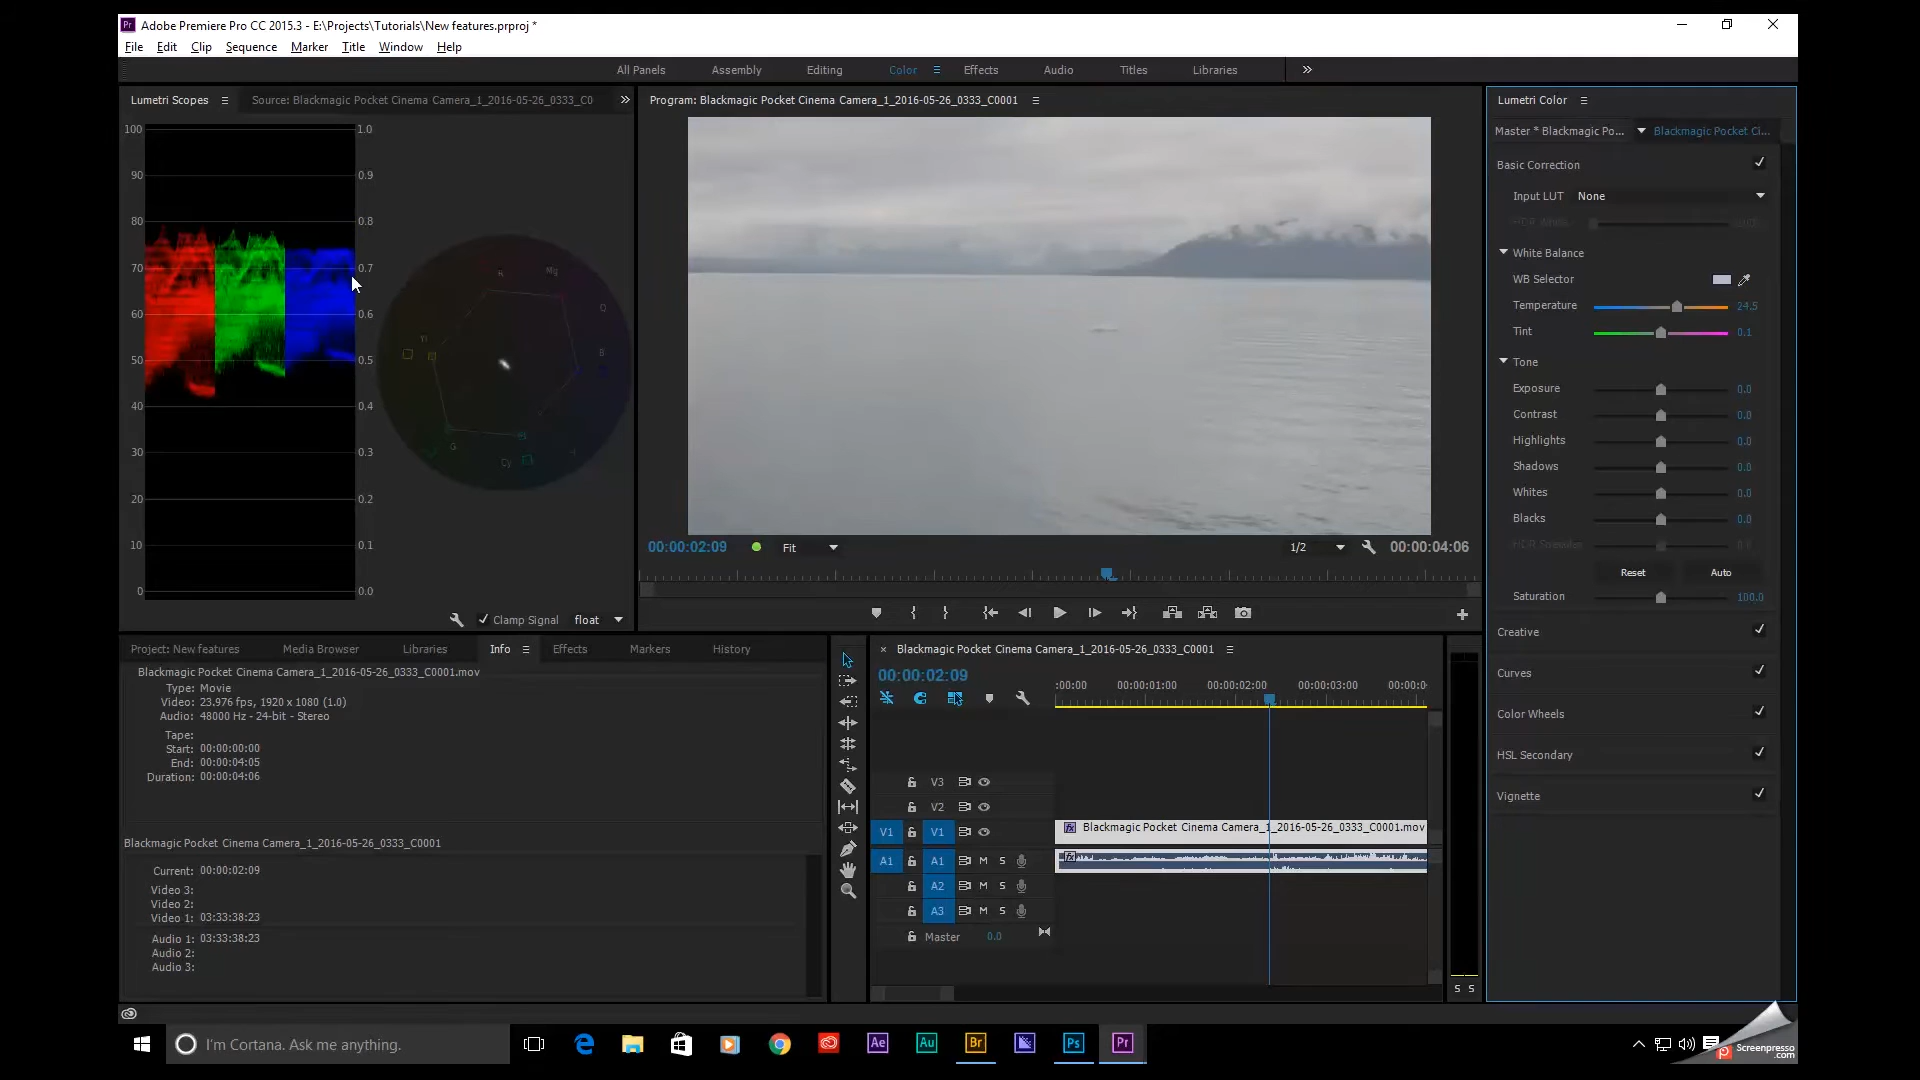 Adobe Premiere Pro CC 2015.3 - E:\Projects\Tutorials\New features.prproj *
File Edit Clip Sequence Marker Title Window Help
All Panels Assembly Editing Color Effects Audio Titles Libraries
Lumetri Scopes
Source: Blackmagic Pocket Cinema Camera_1_2016-05-26_0333_C0
Program: Blackmagic Pocket Cinema Camera_1_2016-05-26_0333_C0001
Lumetri Color
Master * Blackmagic Po...
Blackmagic Pocket Ci...
100 1.0
90 0.9
80 0.8
70 0.7
60 0.6
50 0.5
40 0.4
30 0.3
20 0.2
10 0.1
0 0.0
R Mg
B
G Cy
Clamp Signal float
Basic Correction
Input LUT None
White Balance
WB Selector
Temperature 24.5
Tint 0.1
Tone
Exposure 0.0
Contrast 0.0
Highlights 0.0
Shadows 0.0
Whites 0.0
Blacks 0.0
Reset Auto
Saturation 100.0
Creative
Curves
Color Wheels
HSL Secondary
Vignette
00:00:02:09 Fit 1/2 00:00:04:06
Project: New features Media Browser Libraries Info Effects Markers History
Blackmagic Pocket Cinema Camera_1_2016-05-26_0333_C0001.mov
Type: Movie
Video: 23.976 fps, 1920 x 1080 (1.0)
Audio: 48000 Hz - 24-bit - Stereo
Tape:
Start: 00:00:00:00
End: 00:00:04:05
Duration: 00:00:04:06
Blackmagic Pocket Cinema Camera_1_2016-05-26_0333_C0001
Current: 00:00:02:09
Video 3:
Video 2:
Video 1: 03:33:38:23
Audio 1: 03:33:38:23
Audio 2:
Audio 3:
Blackmagic Pocket Cinema Camera_1_2016-05-26_0333_C0001
00:00:02:09
:00:00 00:00:01:00 00:00:02:00 00:00:03:00 00:00:0
V3
V2
V1 V1
Blackmagic Pocket Cinema Camera_1_2016-05-26_0333_C0001.mov
A1 A1 M S
A2 M S
A3 M S
Master 0.0
S S
I'm Cortana. Ask me anything.
Ae Au Br Ps Pr
Screenpresso
.com